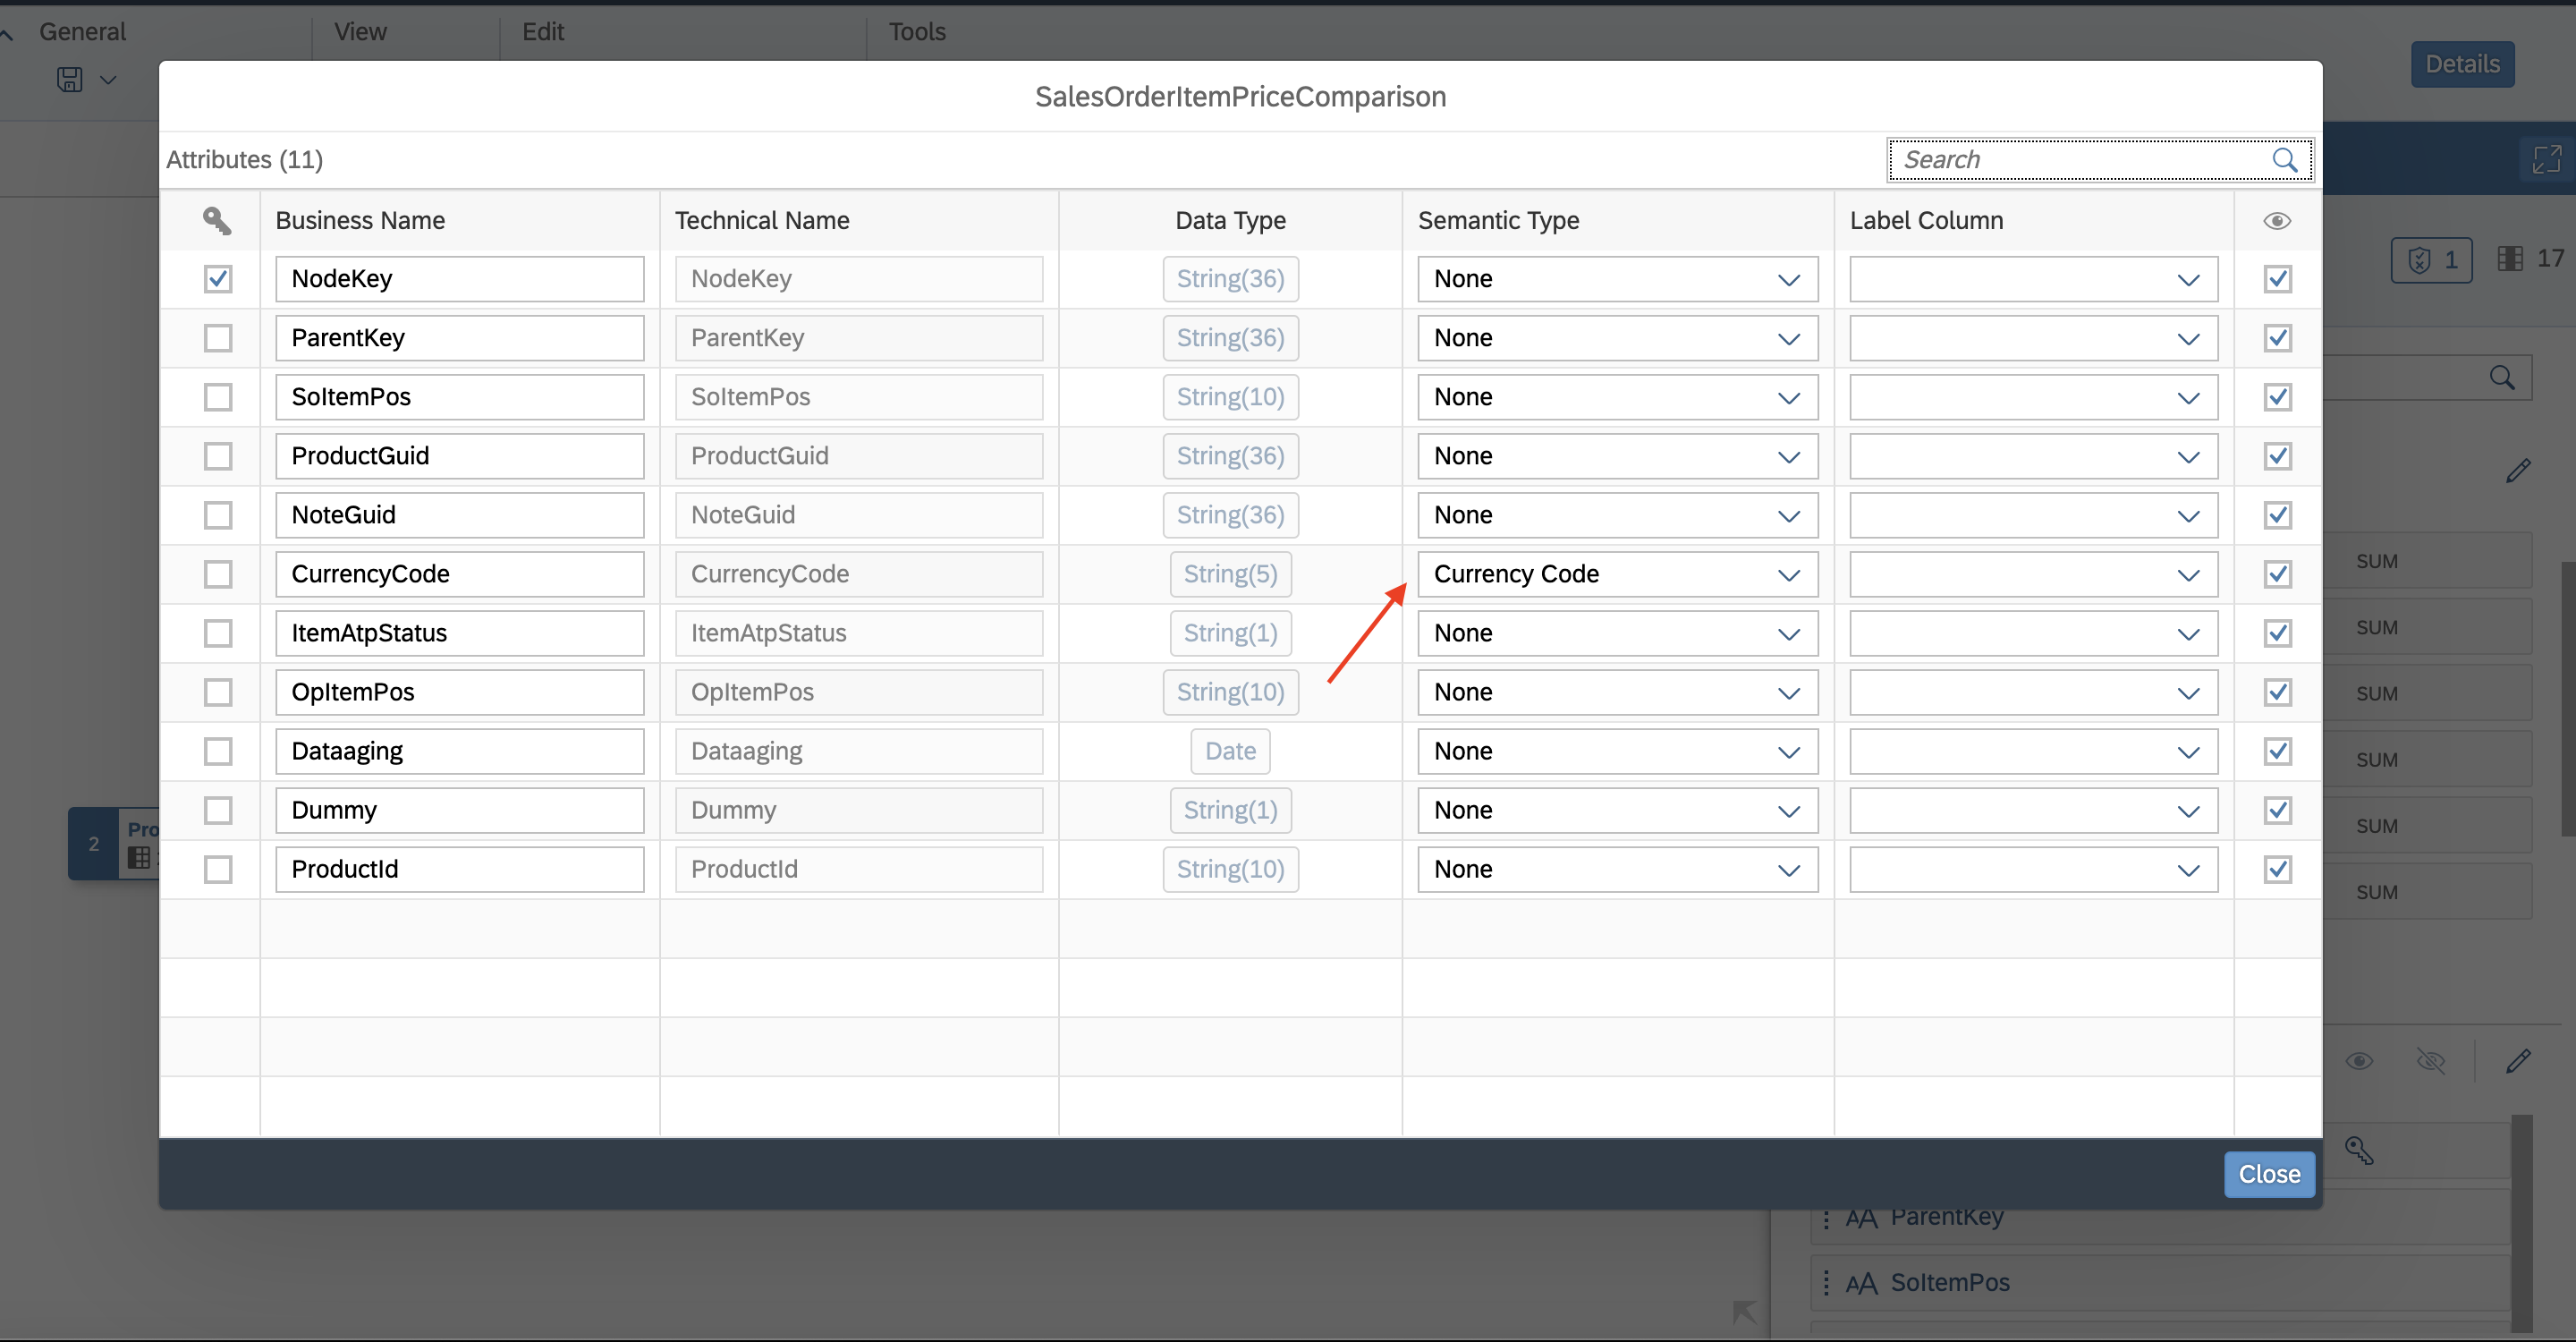 General View Edit Tools
Details
SalesOrderItemPriceComparison
Attributes (11) Search
Business Name Technical Name Data Type Semantic Type Label Column
NodeKey NodeKey String(36) None
ParentKey ParentKey String(36) None
SoItemPos SoItemPos String(10) None
ProductGuid ProductGuid String(36) None
NoteGuid NoteGuid String(36) None
CurrencyCode CurrencyCode String(5) Currency Code
ItemAtpStatus ItemAtpStatus String(1) None
OpItemPos OpItemPos String(10) None
Dataaging Dataaging Date None
Dummy Dummy String(1) None
ProductId ProductId String(10) None
Close
1 17
SUM
SUM
SUM
SUM
SUM
SUM
2 Pro
AA ParentKey
AA SoItemPos